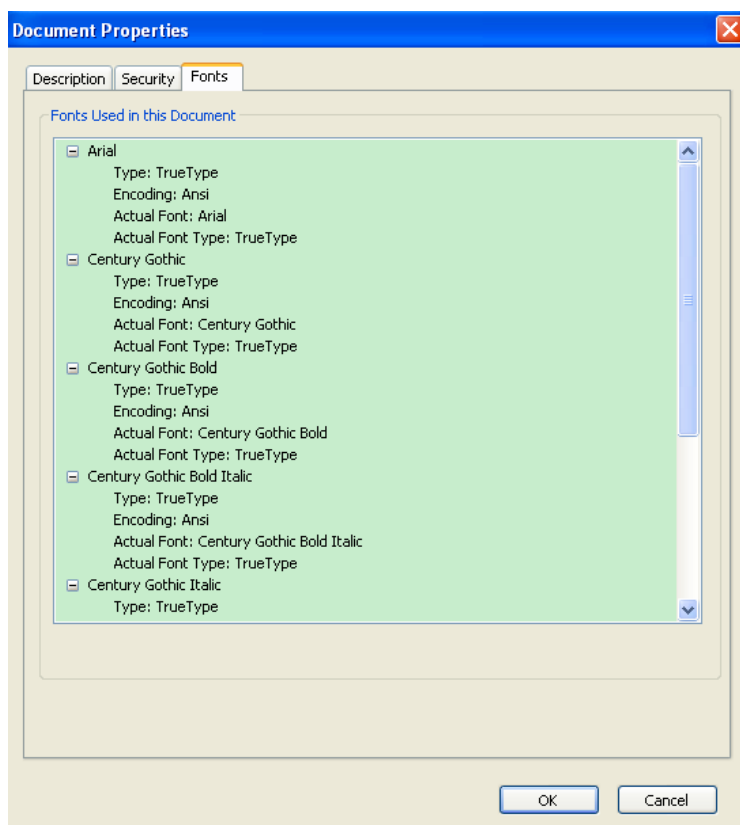 Document Properties
Description Security Fonts
Fonts Used in this Document
Arial
Type: TrueType
Encoding: Ansi
Actual Font: Arial
Actual Font Type: TrueType
Century Gothic
Type: TrueType
Encoding: Ansi
Actual Font: Century Gothic
Actual Font Type: TrueType
Century Gothic Bold
Type: TrueType
Encoding: Ansi
Actual Font: Century Gothic Bold
Actual Font Type: TrueType
Century Gothic Bold Italic
Type: TrueType
Encoding: Ansi
Actual Font: Century Gothic Bold Italic
Actual Font Type: TrueType
Century Gothic Italic
Type: TrueType
OK Cancel